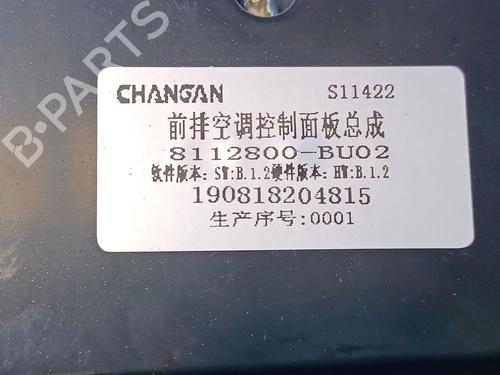 CHANGAN S11422
前排空调控制面板总成
8112800-BU02
软件版本: SW:B.1.2硬件版本: HW:B.1.2
190818204815
生产序号:0001
B-PARTS